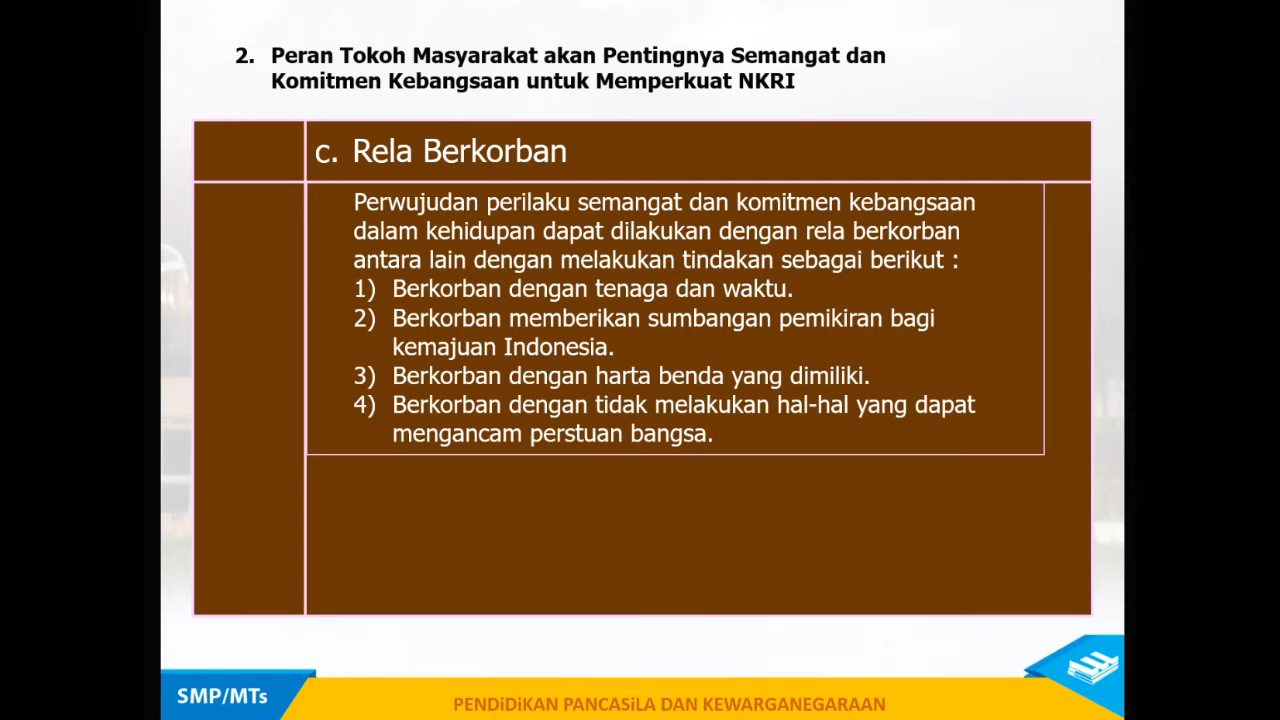 2. Peran Tokoh Masyarakat akan Pentingnya Semangat dan
Komitmen Kebangsaan untuk Memperkuat NKRI
c. Rela Berkorban
Perwujudan perilaku semangat dan komitmen kebangsaan
dalam kehidupan dapat dilakukan dengan rela berkorban
antara lain dengan melakukan tindakan sebagai berikut :
1) Berkorban dengan tenaga dan waktu.
2) Berkorban memberikan sumbangan pemikiran bagi
kemajuan Indonesia.
3) Berkorban dengan harta benda yang dimiliki.
4) Berkorban dengan tidak melakukan hal-hal yang dapat
mengancam perstuan bangsa.
SMP/MTs
PENDiDiKAN PANCASiLA DAN KEWARGANEGARAAN